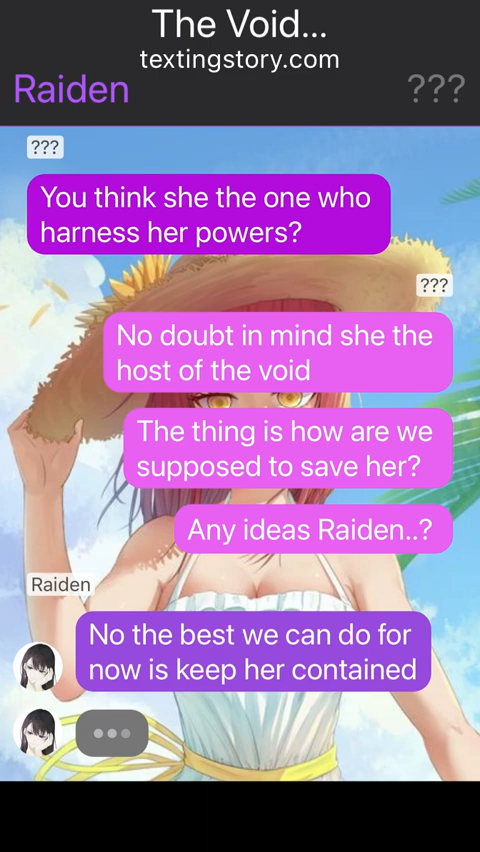 The Void...
textingstory.com
Raiden
???
???
You think she the one who
harness her powers?
???
No doubt in mind she the
host of the void
The thing is how are we
supposed to save her?
Any ideas Raiden..?
Raiden
No the best we can do for
now is keep her contained